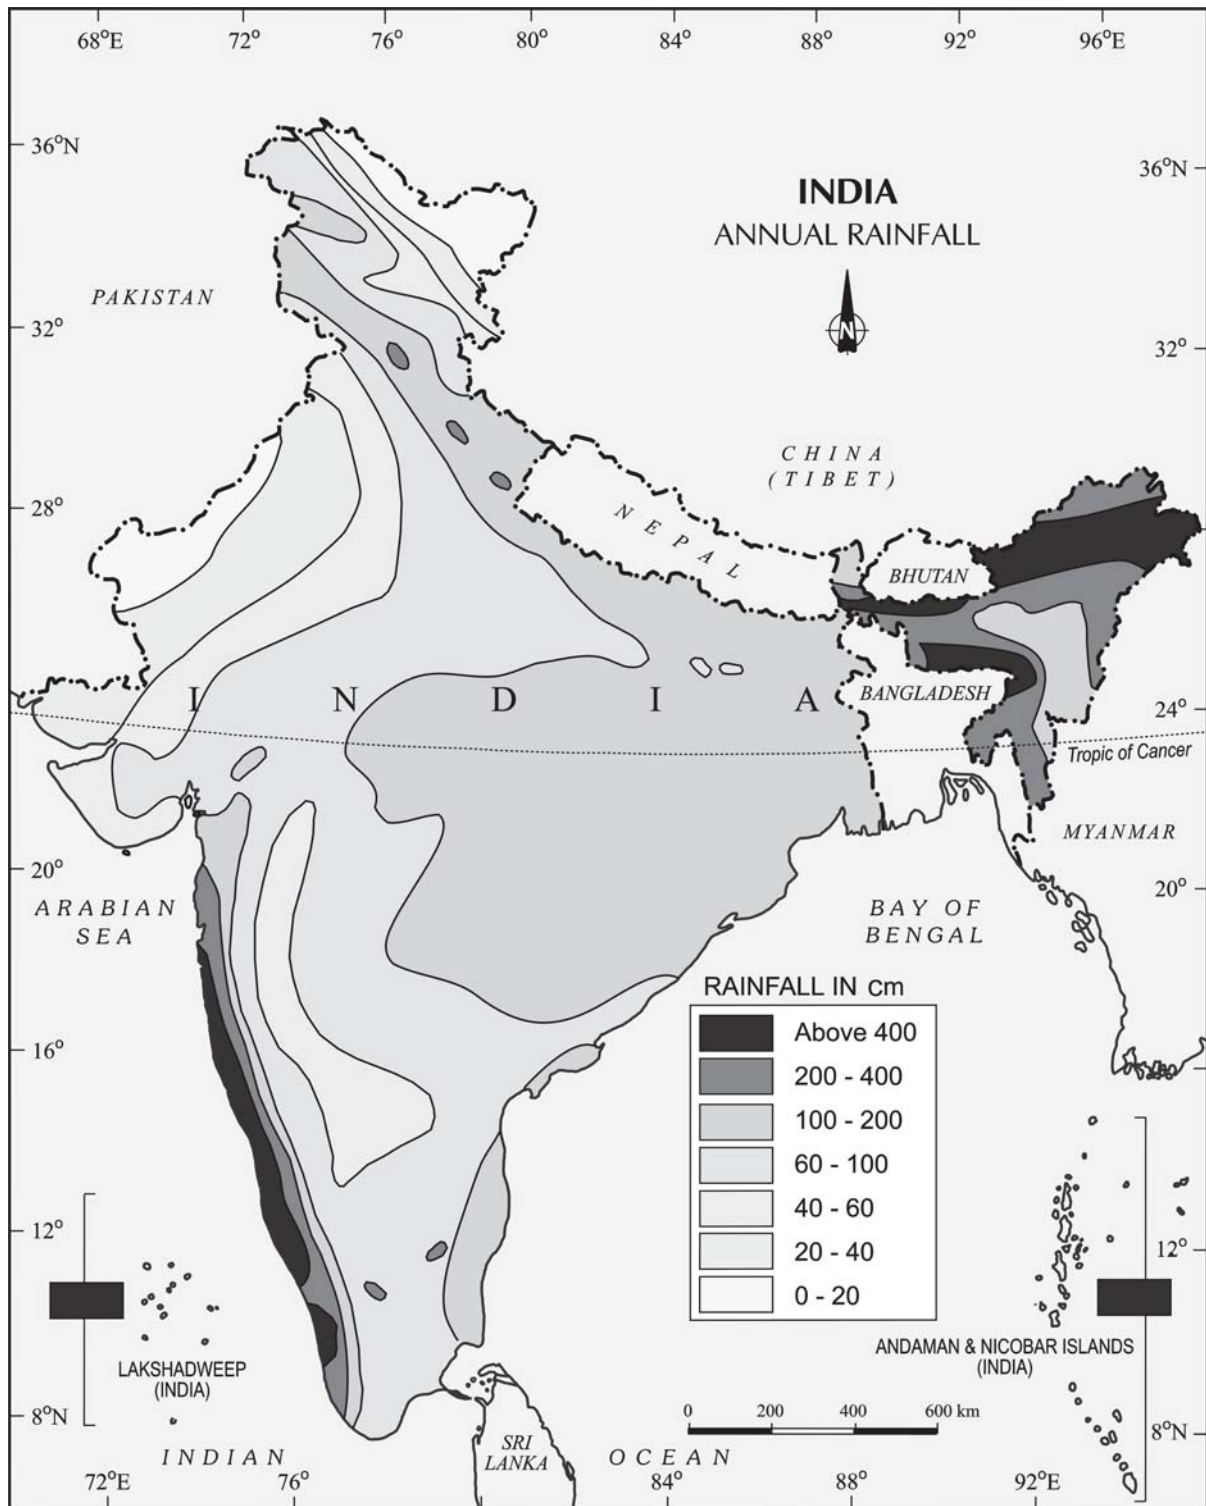 68°E 72° 76° 80° 84° 88° 92° 96°E
36°N
36°N
INDIA
ANNUAL RAINFALL
N
PAKISTAN
32°
32°
CHINA
(TIBET)
28°
28°
NEPAL
BHUTAN
INDIA
BANGLADESH
24°
Tropic of Cancer
MYANMAR
20°
20°
ARABIAN
SEA
BAY OF
BENGAL
RAINFALL IN cm
Above 400
200 - 400
100 - 200
60 - 100
40 - 60
20 - 40
0 - 20
16°
12°
12°
LAKSHADWEEP
(INDIA)
ANDAMAN & NICOBAR ISLANDS
(INDIA)
0 200 400 600 km
8°N
8°N
INDIAN OCEAN
SRI
LANKA
72°E 76° 84° 88° 92°E